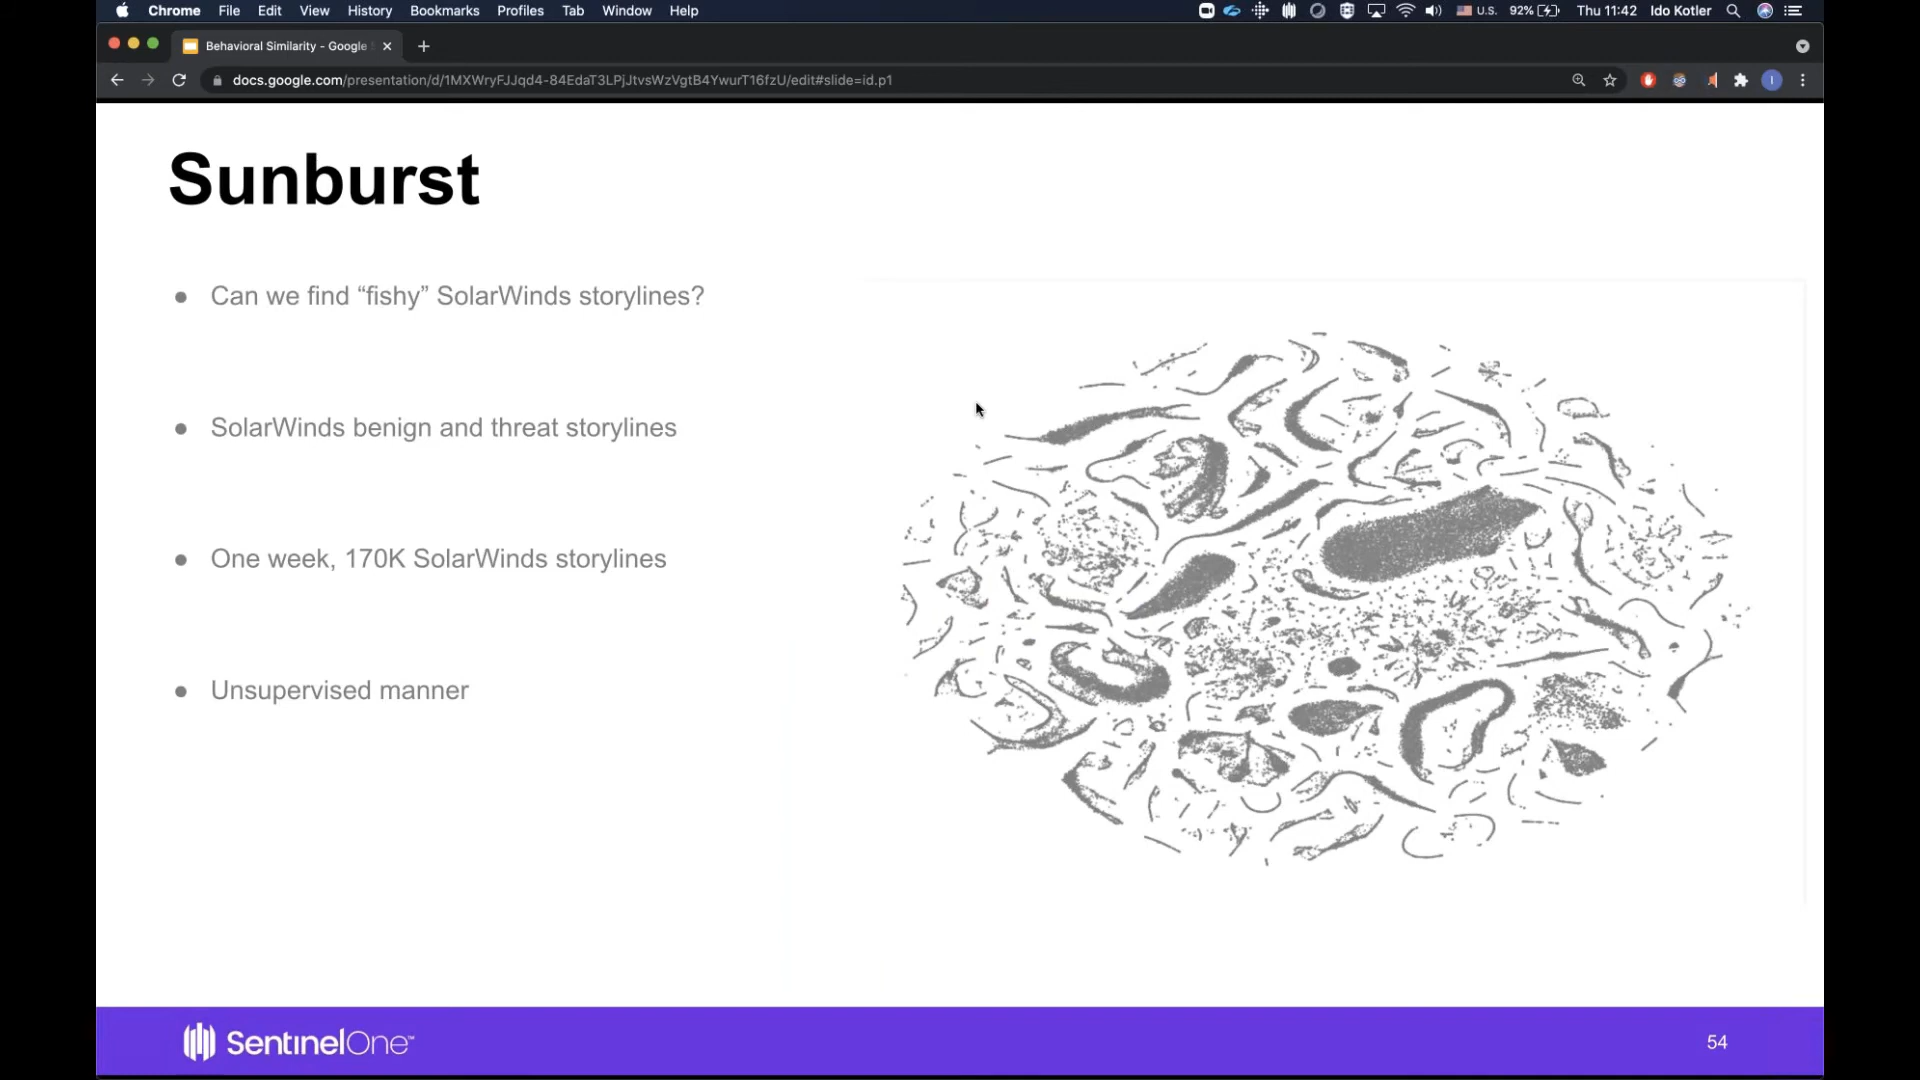 Chrome File Edit View History Bookmarks Profiles Tab Window Help U.S. 92% Thu 11:42 Ido Kotler
Behavioral Similarity - Google
docs.google.com/presentation/d/1MXWryFJJqd4-84EdaT3LPjJtvsWzVgtB4YwurT16fzU/edit#slide=id.p1
Sunburst
● Can we find “fishy” SolarWinds storylines?
● SolarWinds benign and threat storylines
● One week, 170K SolarWinds storylines
● Unsupervised manner
SentinelOne™
54